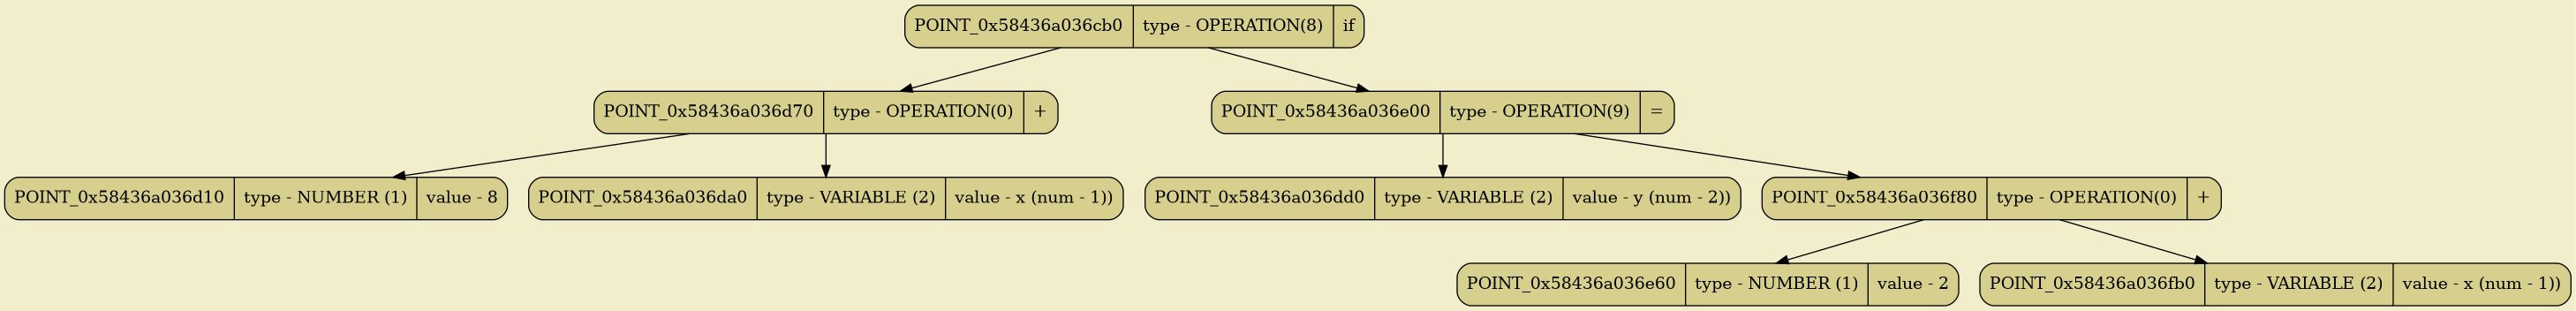 POINT_0x58436a036cb0 type - OPERATION(8) if
POINT_0x58436a036d70 type - OPERATION(0) +
POINT_0x58436a036e00 type - OPERATION(9) =
POINT_0x58436a036d10 type - NUMBER (1) value - 8
POINT_0x58436a036da0 type - VARIABLE (2) value - x (num - 1))
POINT_0x58436a036dd0 type - VARIABLE (2) value - y (num - 2))
POINT_0x58436a036f80 type - OPERATION(0) +
POINT_0x58436a036e60 type - NUMBER (1) value - 2
POINT_0x58436a036fb0 type - VARIABLE (2) value - x (num - 1))